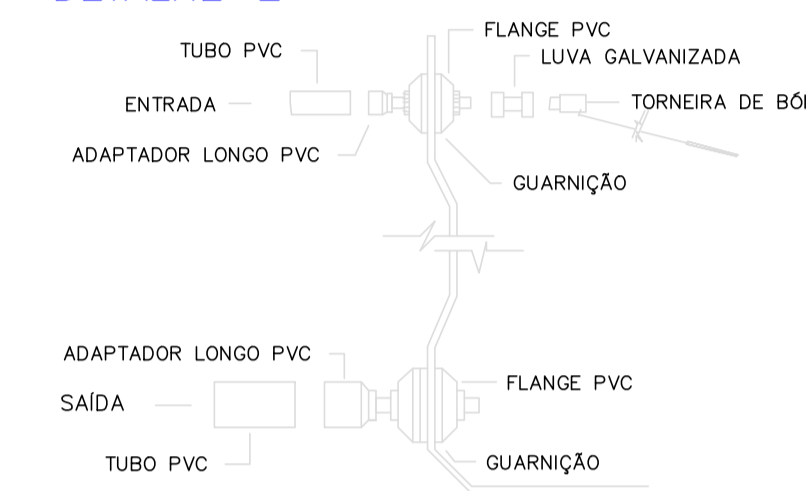 FLANGE PVC
TUBO PVC
LUVA GALVANIZADA
ENTRADA
TORNEIRA DE
ADAPTADOR LONGO PVC
GUARNIÇÃO
ADAPTADOR LONGO PVC
FLANGE PVC
SAÍDA
TUBO PVC
GUARNIÇÃO